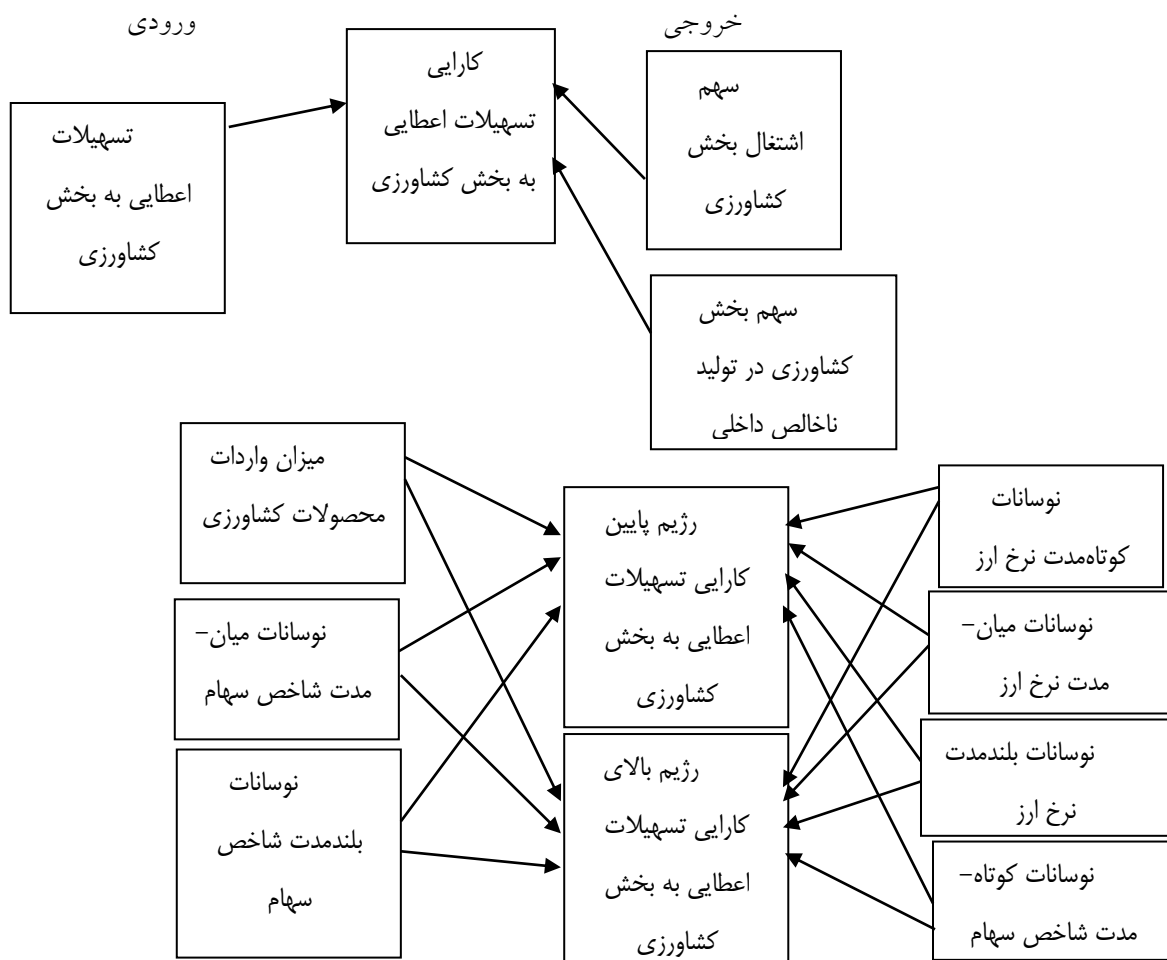 خروجی
ورودی
سهم
اشتغال بخش
کشاورزی
کارایی
تسهیلات اعطایی
به بخش کشاورزی
تسهیلات
اعطایی به بخش
کشاورزی
سهم بخش
کشاورزی در تولید
ناخالص داخلی
نوسانات
کوتاه‌مدت نرخ ارز
نوسانات میان-
مدت نرخ ارز
نوسانات بلندمدت
نرخ ارز
نوسانات کوتاه-
مدت شاخص سهام
رژیم پایین
کارایی تسهیلات
اعطایی به بخش
کشاورزی
رژیم بالای
کارایی تسهیلات
اعطایی به بخش
کشاورزی
میزان واردات
محصولات کشاورزی
نوسانات میان-
مدت شاخص سهام
نوسانات
بلندمدت شاخص
سهام